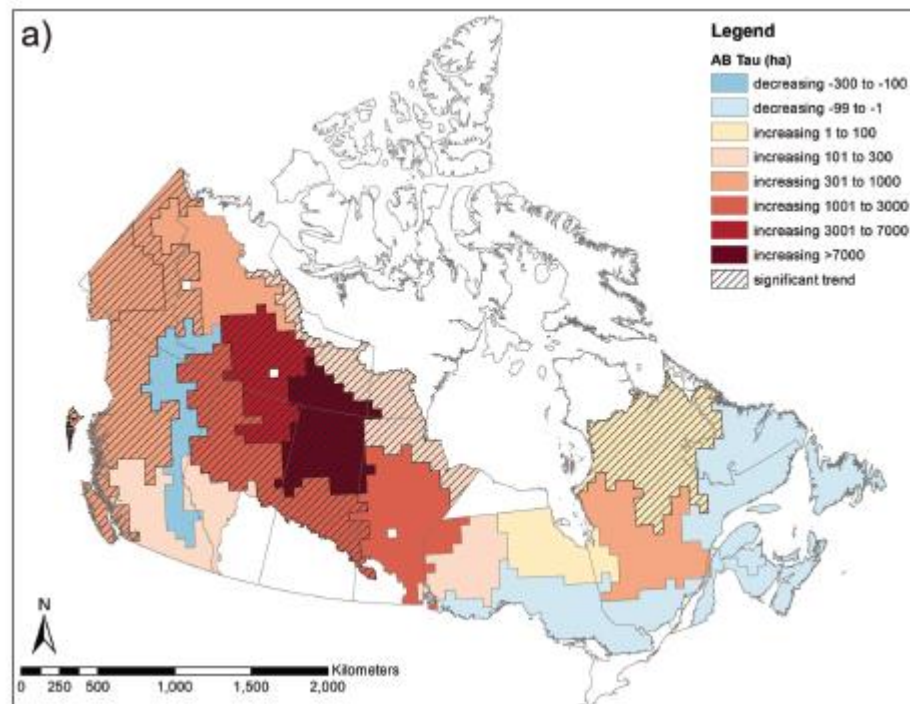 a)
Legend
AB Tau (ha)
decreasing -300 to -100
decreasing -99 to -1
increasing 1 to 100
increasing 101 to 300
increasing 301 to 1000
increasing 1001 to 3000
increasing 3001 to 7000
increasing >7000
significant trend
N
Kilometers
0 250 500 1,000 1,500 2,000